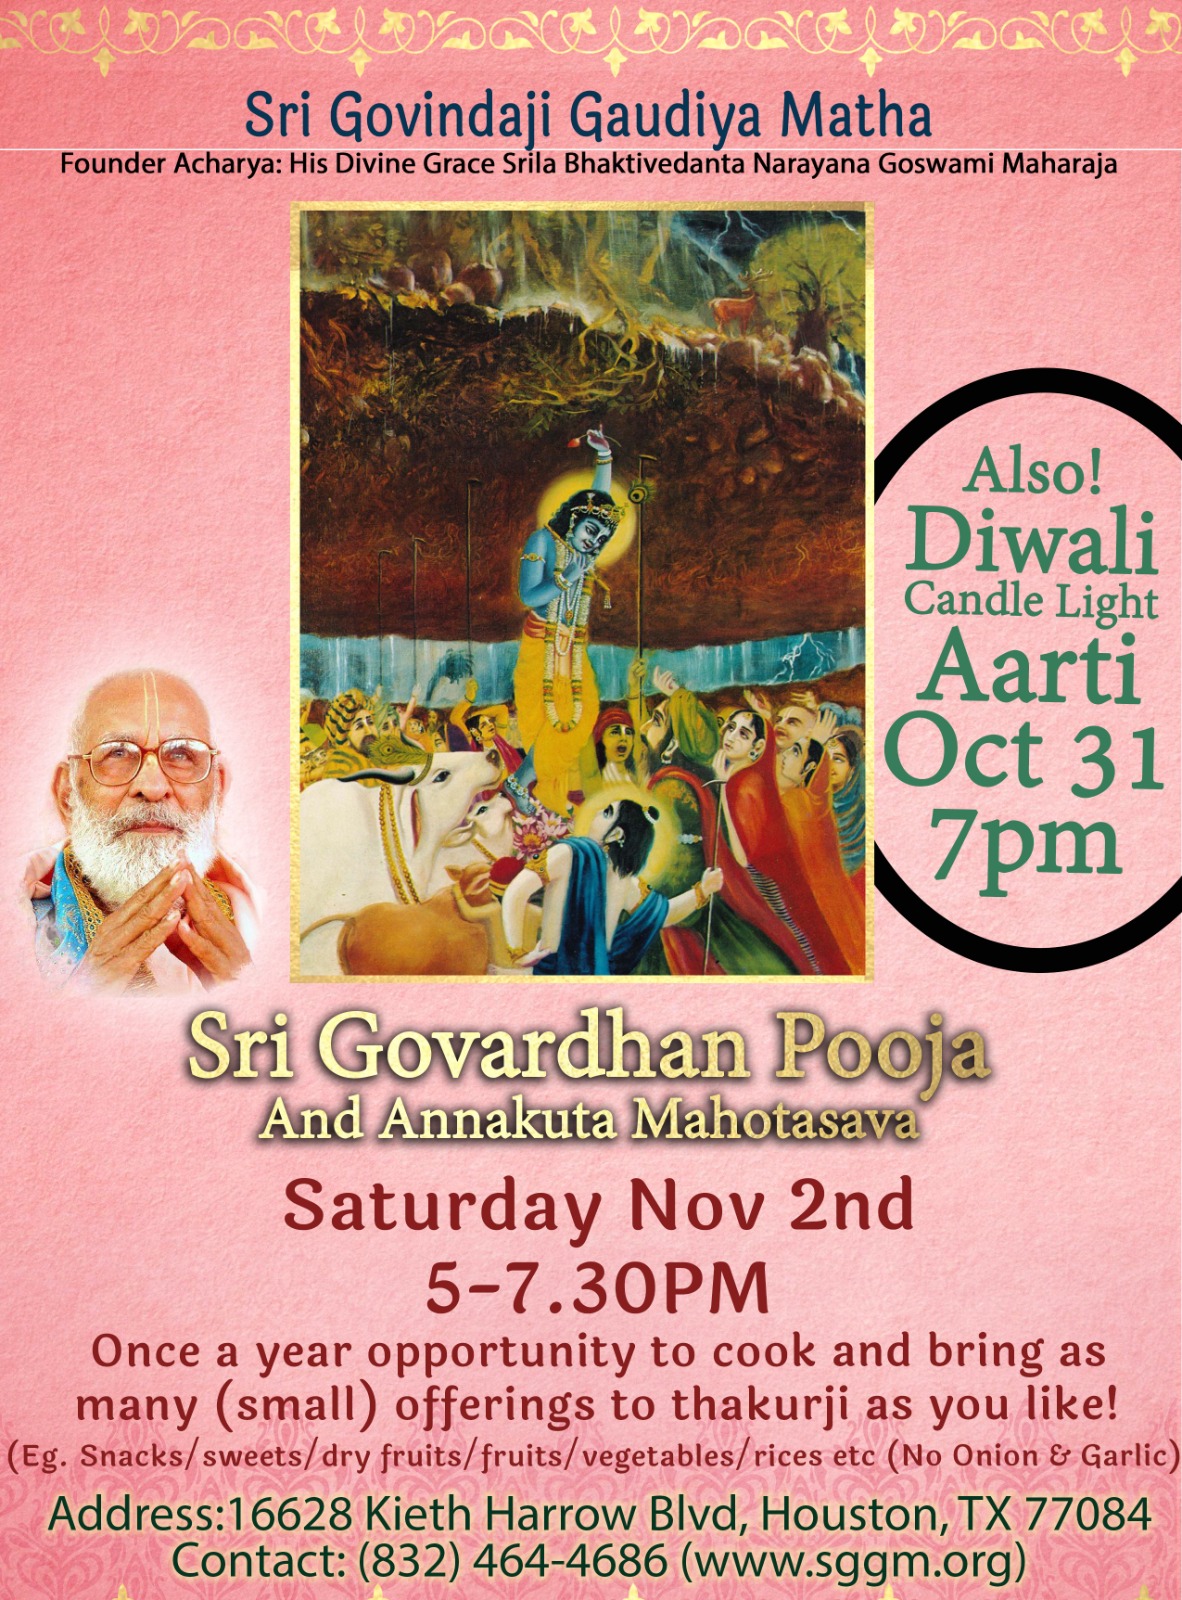 Sri Govindaji Gaudiya Matha
Founder Acharya: His Divine Grace Srila Bhaktivedanta Narayana Goswami Maharaja
Also!
Diwali
Candle Light
Aarti
Oct 31
7pm
Sri Govardhan Pooja
And Annakuta Mahotasava
Saturday Nov 2nd
5-7.30PM
Once a year opportunity to cook and bring as
many (small) offerings to thakurji as you like!
(Eg. Snacks/sweets/dry fruits/fruits/vegetables/rices etc (No Onion & Garlic)
Address:16628 Kieth Harrow Blvd, Houston, TX 77084
Contact: (832) 464-4686 (www.sggm.org)